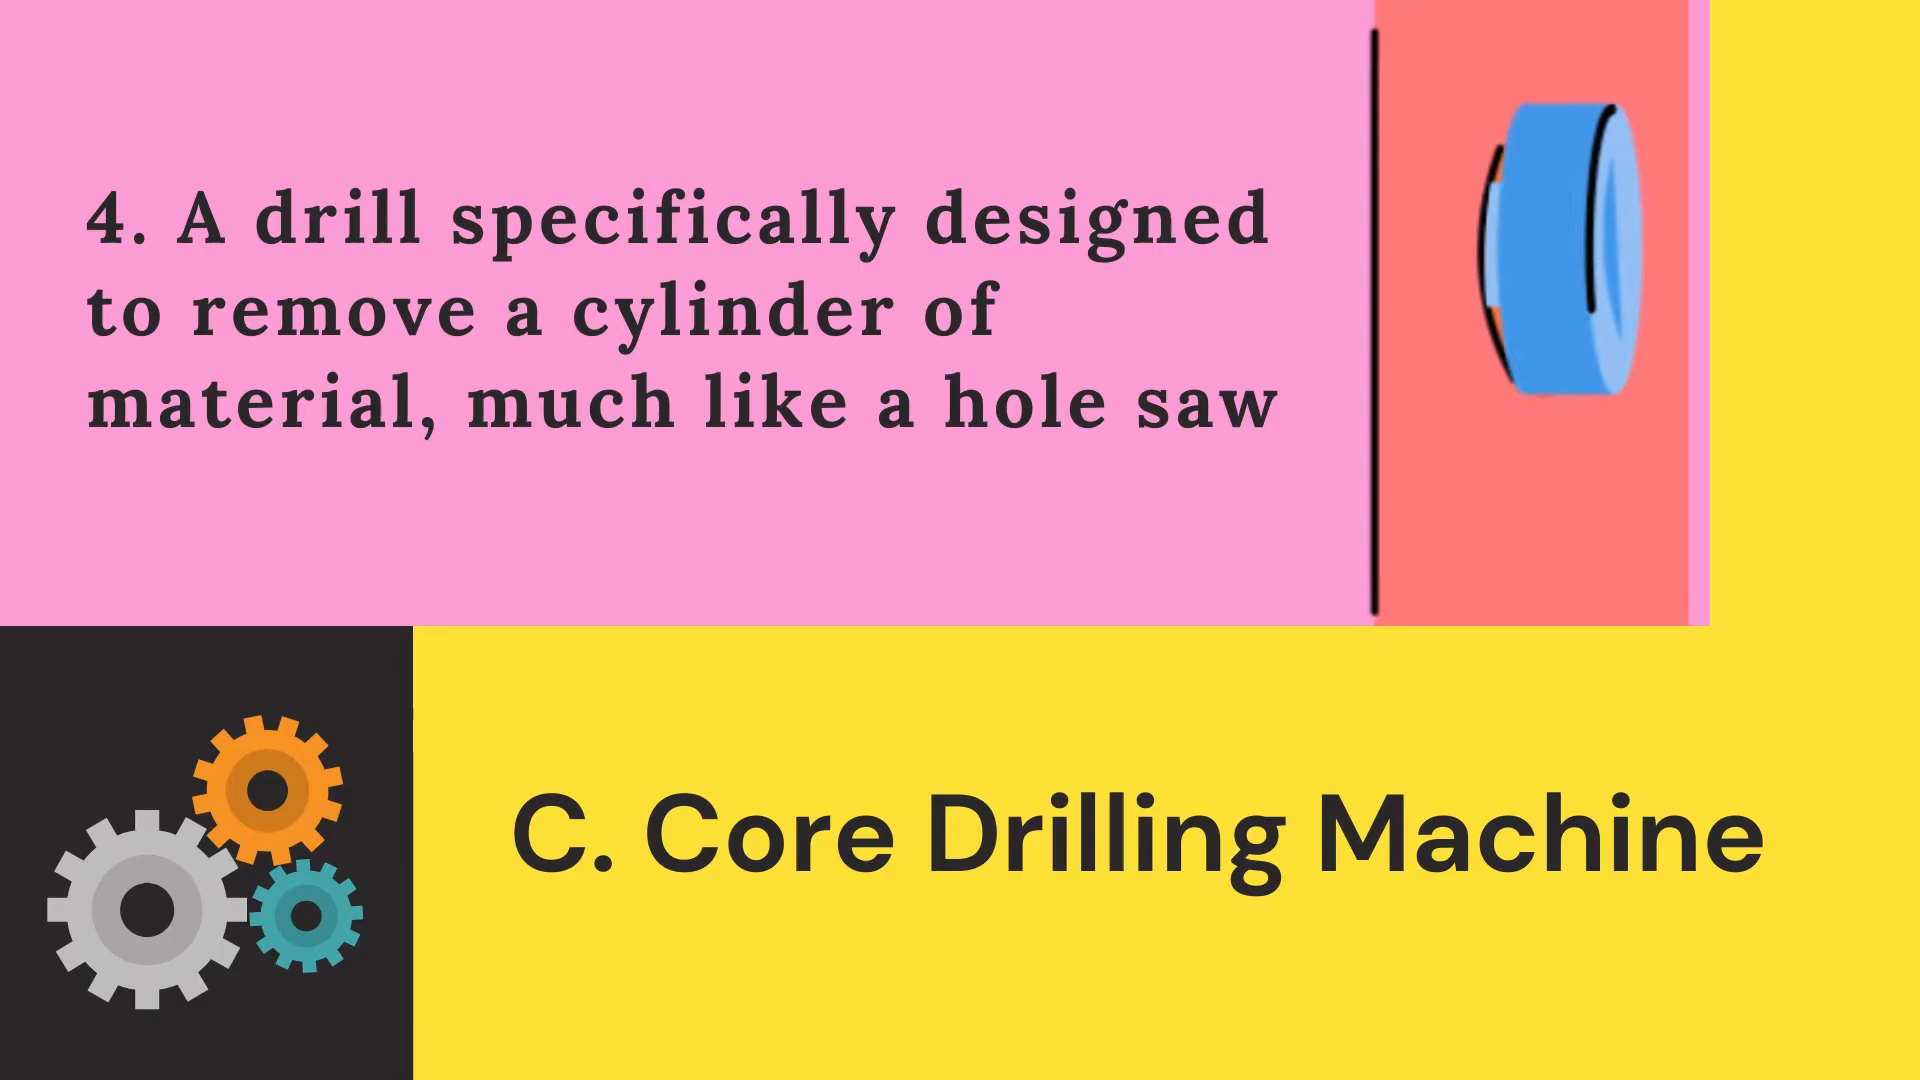 4. A drill specifically designed
to remove a cylinder of
material, much like a hole saw
C. Core Drilling Machine